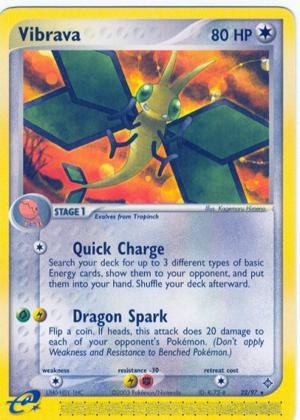 Vibrava 80 HP
Illus. Kagemaru Himeno
STAGE 1
Evolves from Trapinch
Quick Charge
Search your deck for up to 3 different types of basic
Energy cards, show them to your opponent, and put
them into your hand. Shuffle your deck afterward.
Dragon Spark
Flip a coin. If heads, this attack does 20 damage to
each of your opponent's Pokémon. (Don't apply
Weakness and Resistance to Benched Pokémon.)
weakness resistance -30 retreat cost
©2003 Pokémon/Nintendo 22/97
e